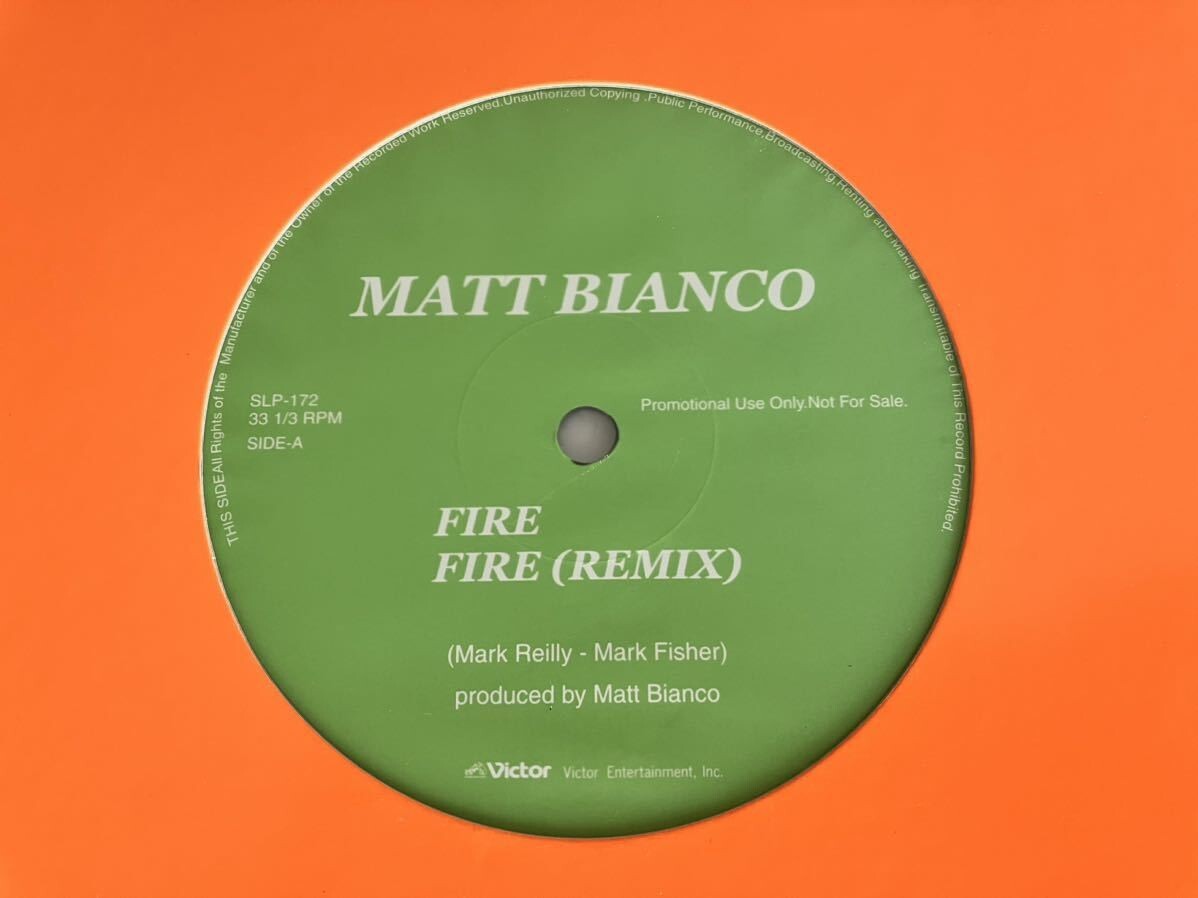 THIS SIDEAll Rights of the Manufacturer and of the Owner of the Recorded Work Reserved.Unauthorized Copying .Public Performance,Broadcasting,Renting and Making Transmittable of This Record Prohibited.
MATT BIANCO
SLP-172
33 1/3 RPM
SIDE-A
Promotional Use Only.Not For Sale.
FIRE
FIRE (REMIX)
(Mark Reilly - Mark Fisher)
produced by Matt Bianco
Victor Victor Entertainment, Inc.